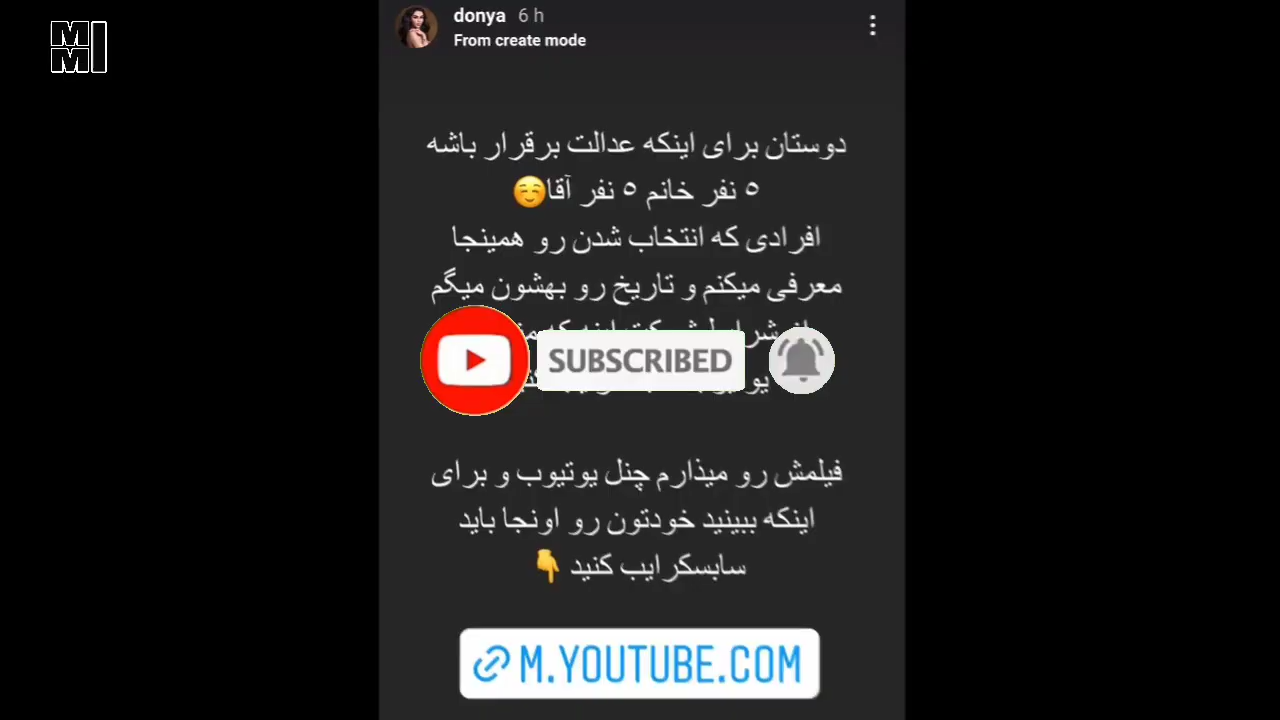 MMI
donya 6 h
From create mode
دوستان برای اینکه عدالت برقرار باشه
۵ نفر خانم ۵ نفر آقا☺️
افرادی که انتخاب شدن رو همینجا
معرفی میکنم و تاریخ رو بهشون میگم
SUBSCRIBED
فیلمش رو میذارم چنل یوتیوب و برای
اینکه ببینید خودتون رو اونجا باید
سابسکرایب کنید 👇
M.YOUTUBE.COM